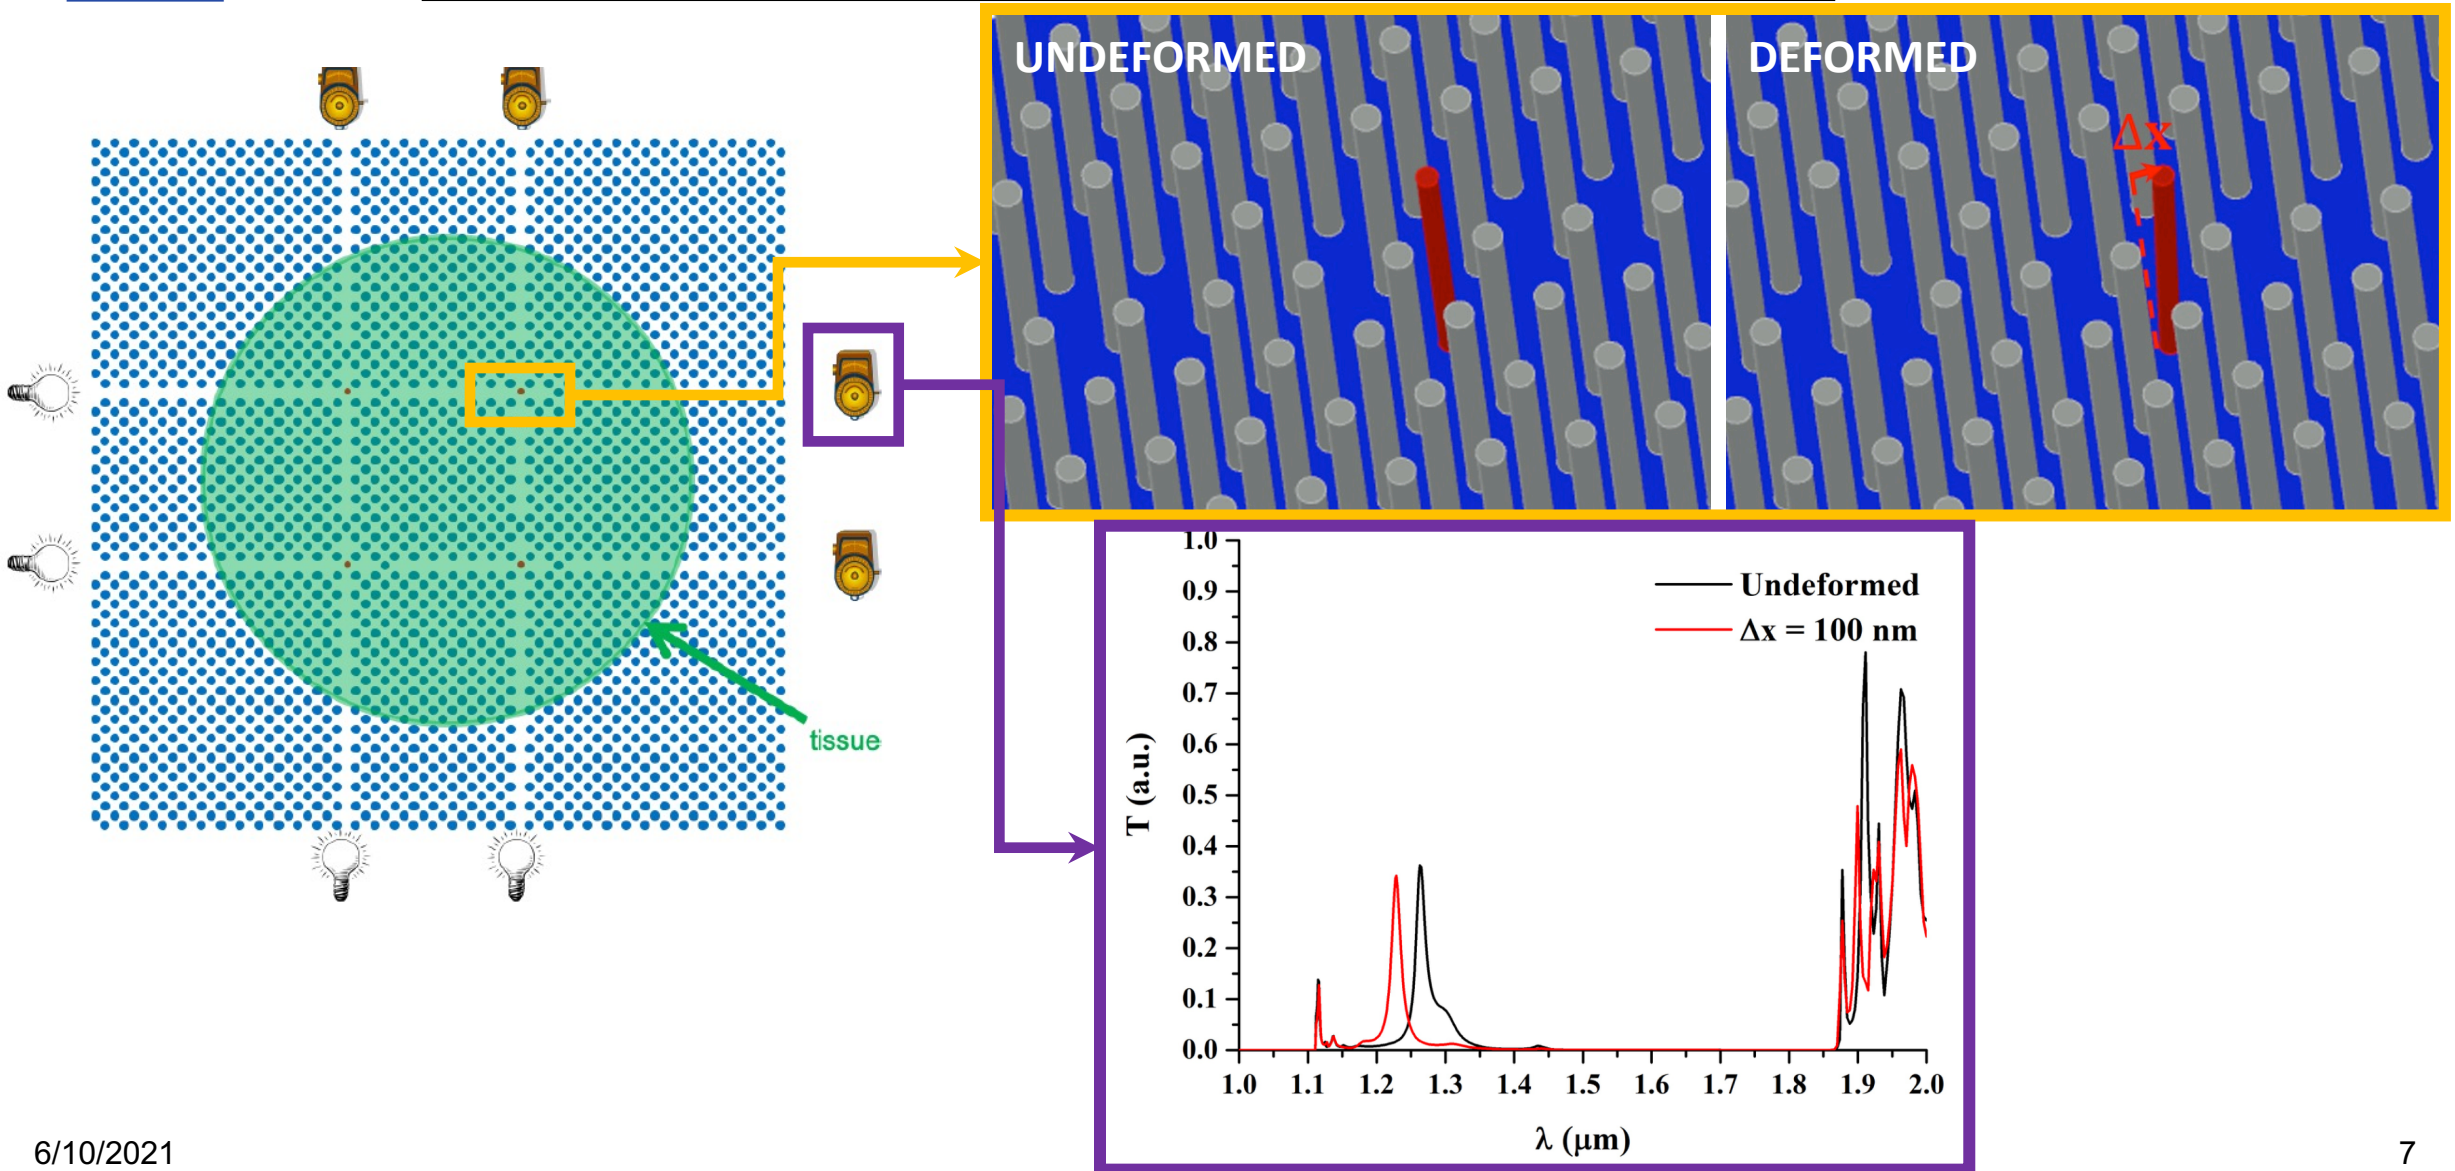 UNDEFORMED
DEFORMED
Δx
tissue
Undeformed
Δx = 100 nm
T (a.u.)
1.0
0.9
0.8
0.7
0.6
0.5
0.4
0.3
0.2
0.1
0.0
1.0 1.1 1.2 1.3 1.4 1.5 1.6 1.7 1.8 1.9 2.0
λ (μm)
6/10/2021
7